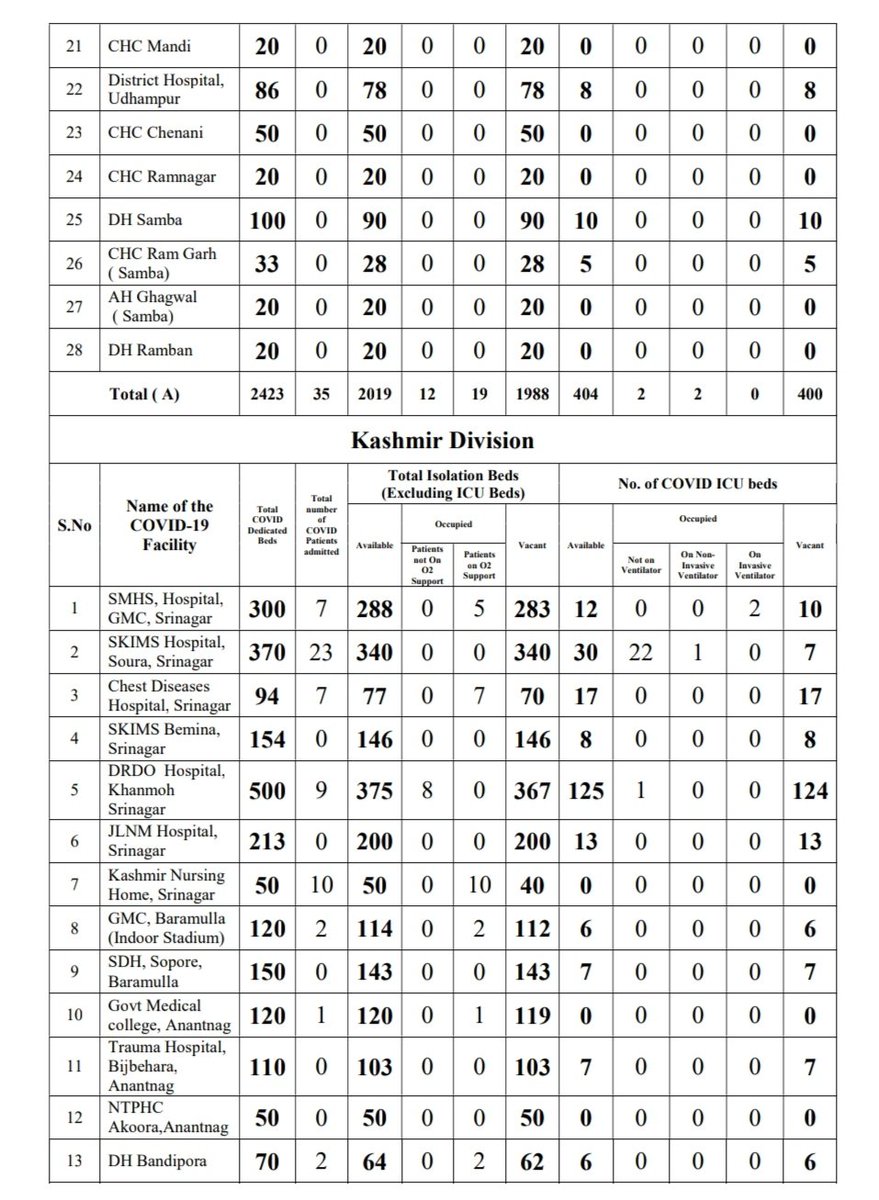 21 CHC Mandi 20 0 20 0 0 20 0 0 0 0 0
22 District Hospital, Udhampur 86 0 78 0 0 78 8 0 0 0 8
23 CHC Chenani 50 0 50 0 0 50 0 0 0 0 0
24 CHC Ramnagar 20 0 20 0 0 20 0 0 0 0 0
25 DH Samba 100 0 90 0 0 90 10 0 0 0 10
26 CHC Ram Garh ( Samba) 33 0 28 0 0 28 5 0 0 0 5
27 AH Ghagwal ( Samba) 20 0 20 0 0 20 0 0 0 0 0
28 DH Ramban 20 0 20 0 0 20 0 0 0 0 0
Total ( A) 2423 35 2019 12 19 1988 404 2 2 0 400
Kashmir Division
S.No
Name of the COVID-19 Facility
Total COVID Dedicated Beds
Total number of COVID Patients admitted
Total Isolation Beds (Excluding ICU Beds)
Available
Occupied
Patients not On O2 Support
Patients on O2 Support
Vacant
No. of COVID ICU beds
Available
Occupied
Not on Ventilator
On Non-Invasive Ventilator
On Invasive Ventilator
Vacant
1 SMHS, Hospital, GMC, Srinagar 300 7 288 0 5 283 12 0 0 2 10
2 SKIMS Hospital, Soura, Srinagar 370 23 340 0 0 340 30 22 1 0 7
3 Chest Diseases Hospital, Srinagar 94 7 77 0 7 70 17 0 0 0 17
4 SKIMS Bemina, Srinagar 154 0 146 0 0 146 8 0 0 0 8
5 DRDO Hospital, Khanmoh Srinagar 500 9 375 8 0 367 125 1 0 0 124
6 JLNM Hospital, Srinagar 213 0 200 0 0 200 13 0 0 0 13
7 Kashmir Nursing Home, Srinagar 50 10 50 0 10 40 0 0 0 0 0
8 GMC, Baramulla (Indoor Stadium) 120 2 114 0 2 112 6 0 0 0 6
9 SDH, Sopore, Baramulla 150 0 143 0 0 143 7 0 0 0 7
10 Govt Medical college, Anantnag 120 1 120 0 1 119 0 0 0 0 0
11 Trauma Hospital, Bijbehara, Anantnag 110 0 103 0 0 103 7 0 0 0 7
12 NTPHC Akoora,Anantnag 50 0 50 0 0 50 0 0 0 0 0
13 DH Bandipora 70 2 64 0 2 62 6 0 0 0 6